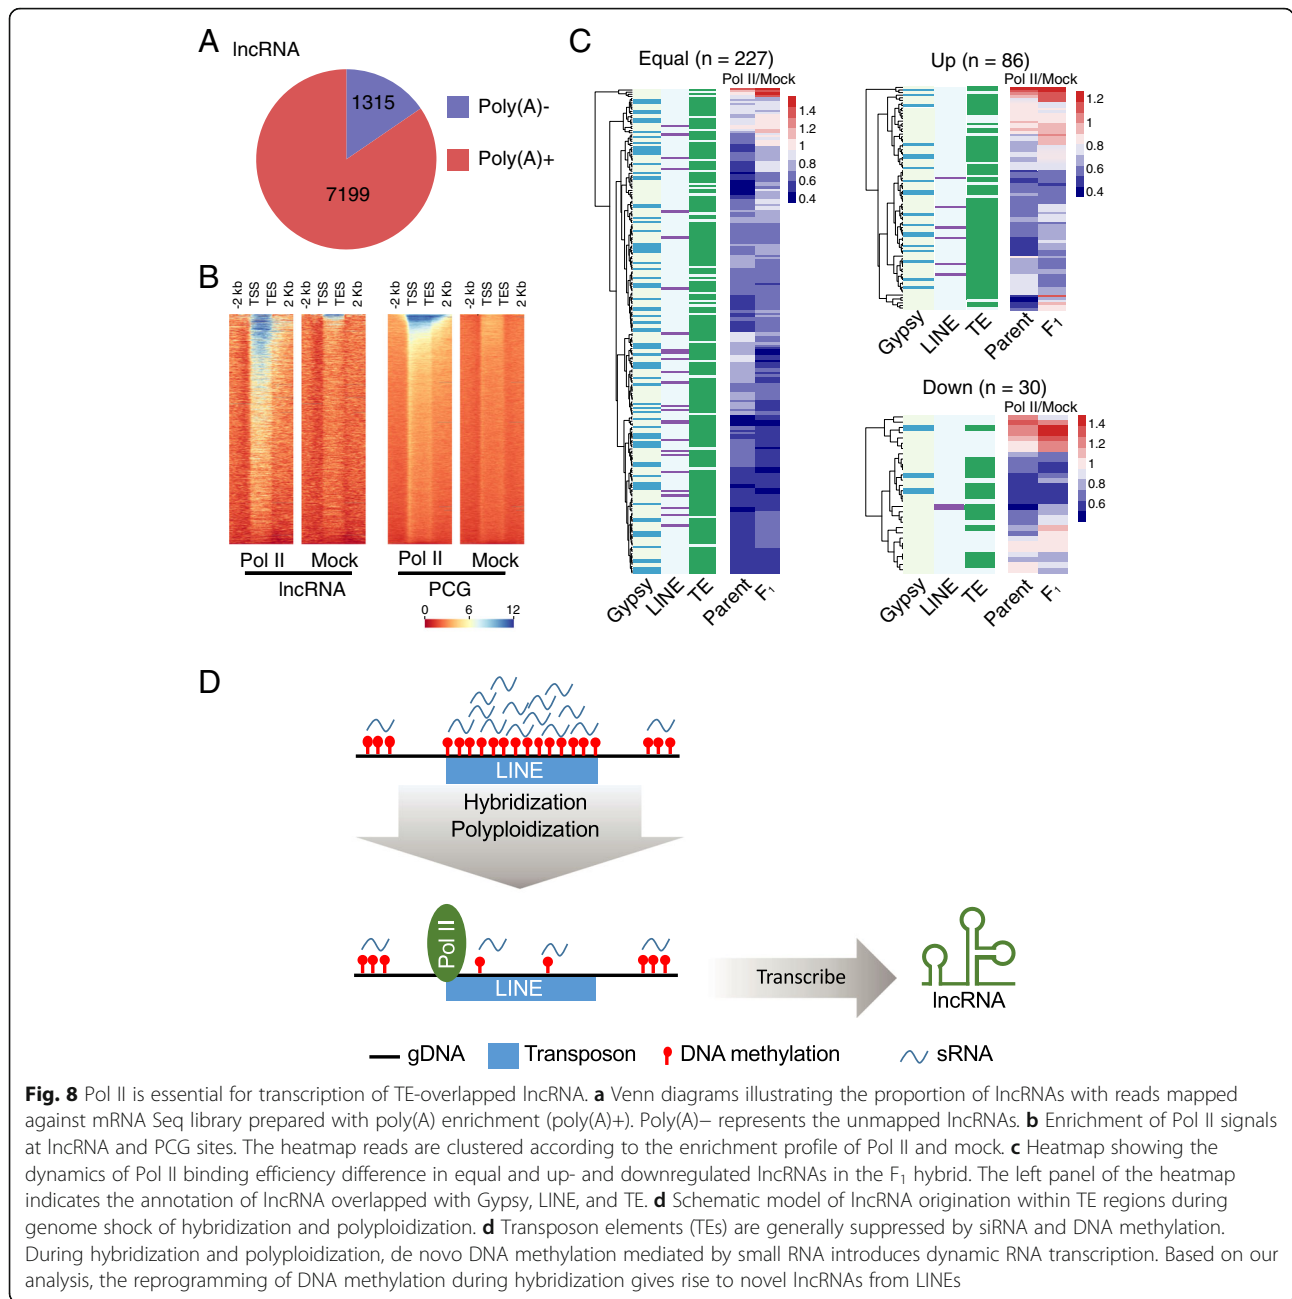 A
lncRNA
1315
7199
Poly(A)-
Poly(A)+
B
-2 kb
TSS
TES
2 Kb
-2 kb
TSS
TES
2 Kb
-2 kb
TSS
TES
2 Kb
-2 kb
TSS
TES
2 Kb
Pol II
Mock
Pol II
Mock
lncRNA
PCG
0
6
12
C
Equal (n = 227)
Pol II/Mock
1.4
1.2
1
0.8
0.6
0.4
Gypsy
LINE
TE
Parent
F1
Up (n = 86)
Pol II/Mock
1.2
1
0.8
0.6
0.4
Gypsy
LINE
TE
Parent
F1
Down (n = 30)
Pol II/Mock
1.4
1.2
1
0.8
0.6
Gypsy
LINE
TE
Parent
F1
D
LINE
Hybridization
Polyploidization
Pol II
LINE
Transcribe
lncRNA
gDNA
Transposon
DNA methylation
sRNA
Fig. 8 Pol II is essential for transcription of TE-overlapped lncRNA. a Venn diagrams illustrating the proportion of lncRNAs with reads mapped
against mRNA Seq library prepared with poly(A) enrichment (poly(A)+). Poly(A)− represents the unmapped lncRNAs. b Enrichment of Pol II signals
at lncRNA and PCG sites. The heatmap reads are clustered according to the enrichment profile of Pol II and mock. c Heatmap showing the
dynamics of Pol II binding efficiency difference in equal and up- and downregulated lncRNAs in the F1 hybrid. The left panel of the heatmap
indicates the annotation of lncRNA overlapped with Gypsy, LINE, and TE. d Schematic model of lncRNA origination within TE regions during
genome shock of hybridization and polyploidization. d Transposon elements (TEs) are generally suppressed by siRNA and DNA methylation.
During hybridization and polyploidization, de novo DNA methylation mediated by small RNA introduces dynamic RNA transcription. Based on our
analysis, the reprogramming of DNA methylation during hybridization gives rise to novel lncRNAs from LINEs